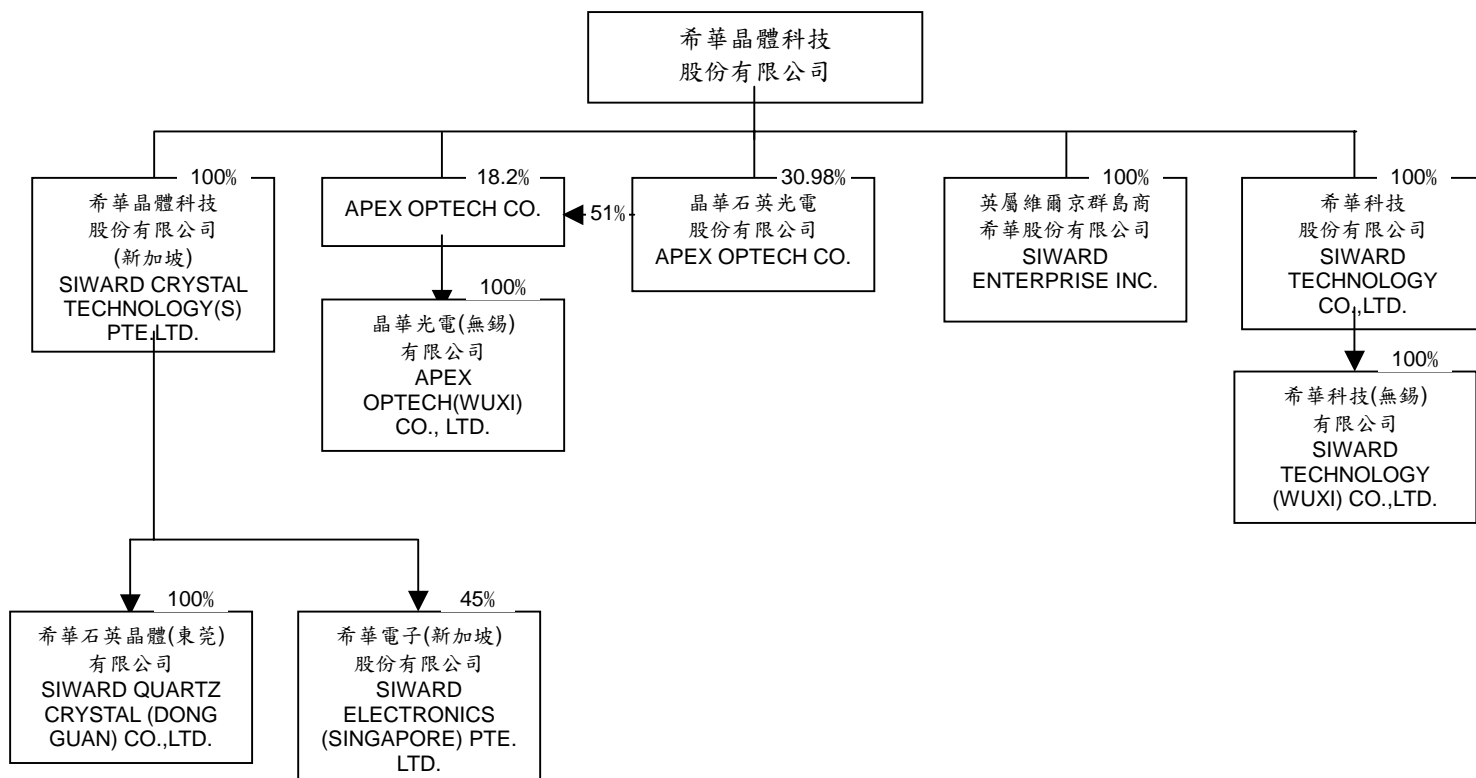 希華晶體科技
股份有限公司
100%
希華晶體科技
股份有限公司
(新加坡)
SIWARD CRYSTAL
TECHNOLOGY(S)
PTE.LTD.
18.2%
APEX OPTECH CO.
51%
30.98%
晶華石英光電
股份有限公司
APEX OPTECH CO.
100%
英屬維爾京群島商
希華股份有限公司
SIWARD
ENTERPRISE INC.
100%
希華科技
股份有限公司
SIWARD
TECHNOLOGY
CO.,LTD.
100%
晶華光電(無錫)
有限公司
APEX
OPTECH(WUXI)
CO., LTD.
100%
希華科技(無錫)
有限公司
SIWARD
TECHNOLOGY
(WUXI) CO.,LTD.
100%
希華石英晶體(東莞)
有限公司
SIWARD QUARTZ
CRYSTAL (DONG
GUAN) CO.,LTD.
45%
希華電子(新加坡)
股份有限公司
SIWARD
ELECTRONICS
(SINGAPORE) PTE.
LTD.